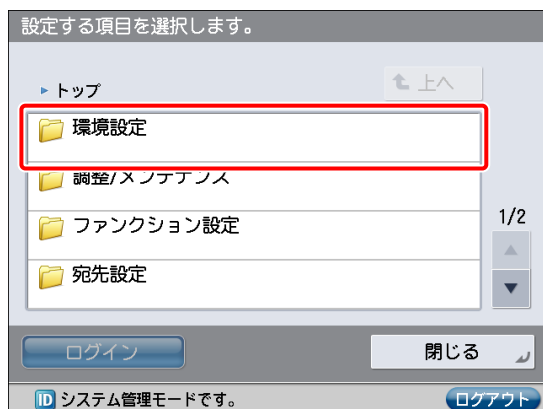 設定する項目を選択します。
トップ
上へ
環境設定
調整/メンテナンス
ファンクション設定
宛先設定
1/2
ログイン
閉じる
ID システム管理モードです。
ログアウト